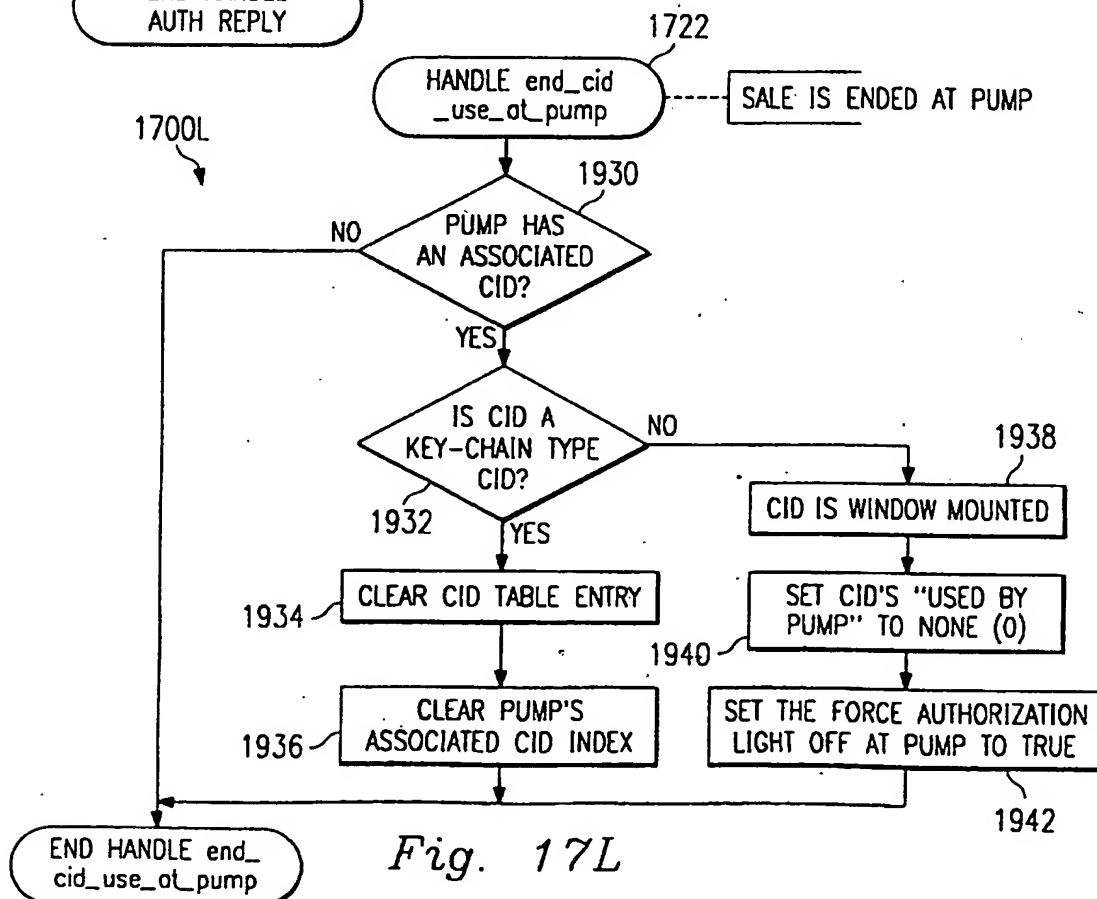 AUTH REPLY
1722
HANDLE end_cid
_use_at_pump
SALE IS ENDED AT PUMP
1700L
1930
NO
PUMP HAS
AN ASSOCIATED
CID?
YES
IS CID A
KEY-CHAIN TYPE
CID?
NO
1932
YES
1938
CID IS WINDOW MOUNTED
1934
CLEAR CID TABLE ENTRY
SET CID'S "USED BY
PUMP" TO NONE (0)
1940
1936
CLEAR PUMP'S
ASSOCIATED CID INDEX
SET THE FORCE AUTHORIZATION
LIGHT OFF AT PUMP TO TRUE
1942
END HANDLE end_
cid_use_at_pump
Fig. 17L